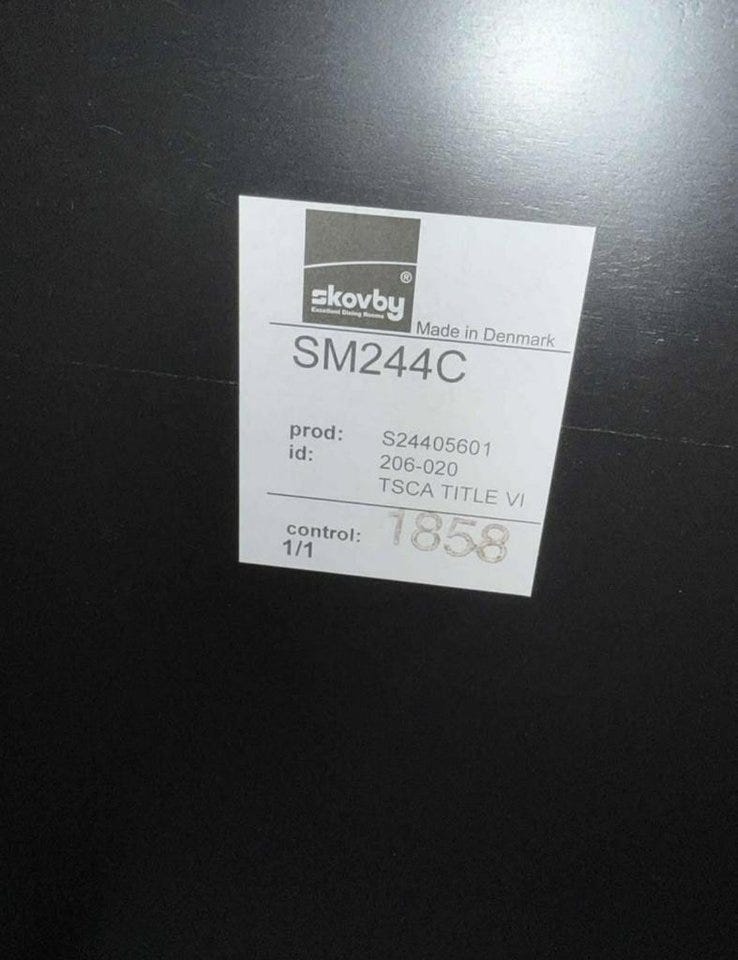 skovby®
Excellent Dining Rooms
Made in Denmark
SM244C
prod: S24405601
id: 206-020
TSCA TITLE VI
control: 1858
1/1